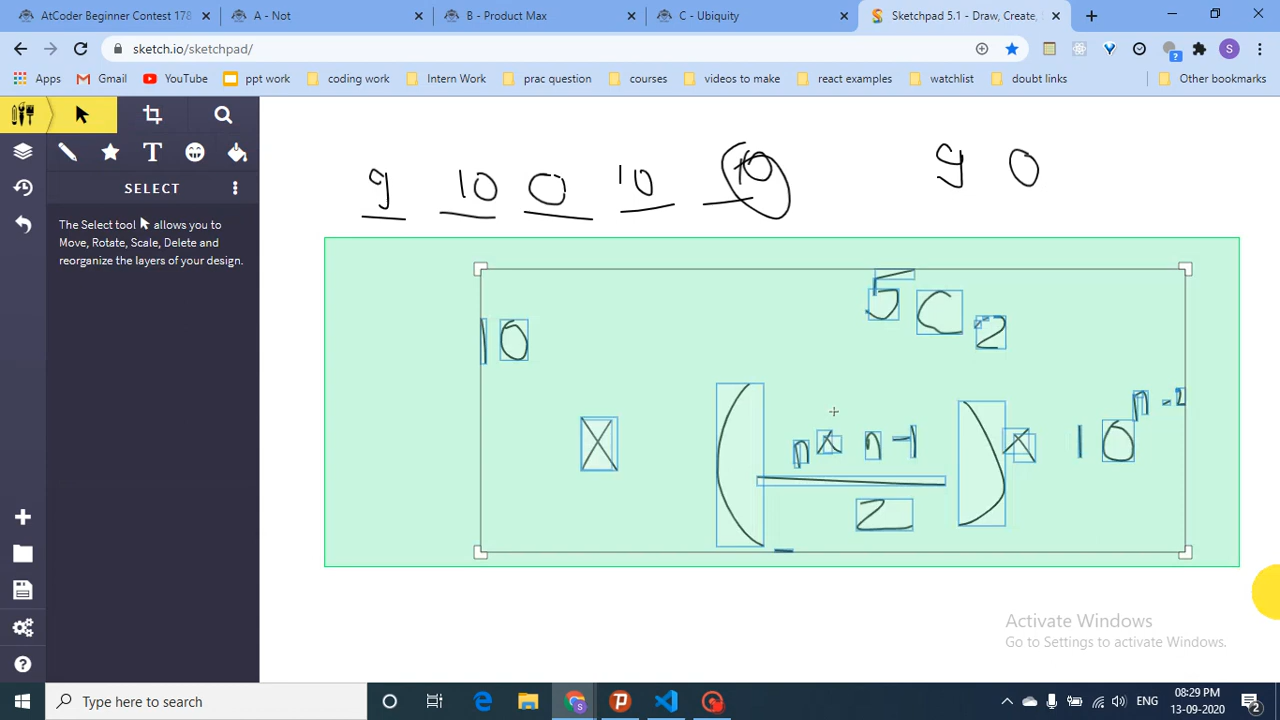 AtCoder Beginner Contest 178
A - Not
B - Product Max
C - Ubiquity
Sketchpad 5.1 - Draw, Create,
sketch.io/sketchpad/
S
Apps
Gmail
YouTube
ppt work
coding work
Intern Work
prac question
courses
videos to make
react examples
watchlist
doubt links
Other bookmarks
SELECT
The Select tool allows you to
Move, Rotate, Scale, Delete and
reorganize the layers of your design.
9 10 0 10 10 9 0
5C2
10
X ( n x n-1 / 2 ) x 10^n-2
Activate Windows
Go to Settings to activate Windows.
Type here to search
ENG
08:29 PM
13-09-2020
2